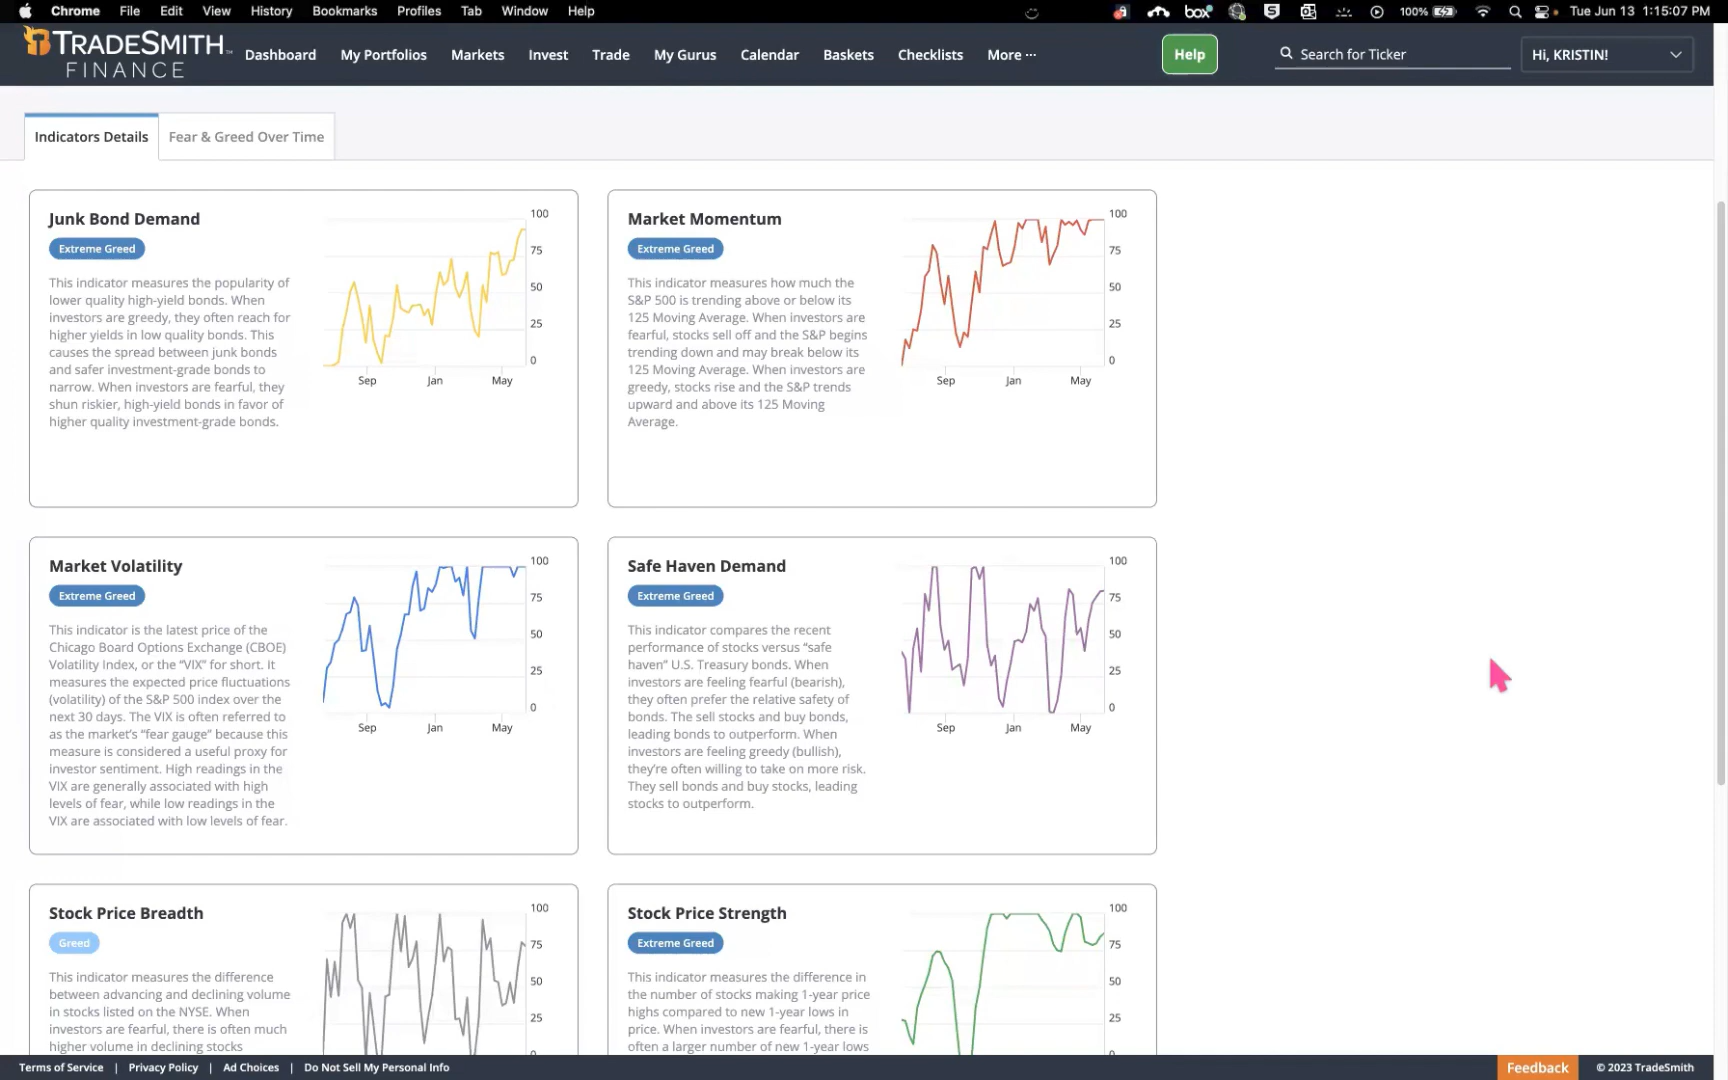 Chrome File Edit View History Bookmarks Profiles Tab Window Help box 100% Tue Jun 13 1:15:07 PM
TRADESMITH
FINANCE
Dashboard My Portfolios Markets Invest Trade My Gurus Calendar Baskets Checklists More ··· Help Search for Ticker Hi, KRISTIN!
Indicators Details Fear & Greed Over Time
Junk Bond Demand
Extreme Greed
This indicator measures the popularity of
lower quality high-yield bonds. When
investors are greedy, they often reach for
higher yields in low quality bonds. This
causes the spread between junk bonds
and safer investment-grade bonds to
narrow. When investors are fearful, they
shun riskier, high-yield bonds in favor of
higher quality investment-grade bonds.
100
75
50
25
0
Sep Jan May
Market Momentum
Extreme Greed
This indicator measures how much the
S&P 500 is trending above or below its
125 Moving Average. When investors are
fearful, stocks sell off and the S&P begins
trending down and may break below its
125 Moving Average. When investors are
greedy, stocks rise and the S&P trends
upward and above its 125 Moving
Average.
100
75
50
25
0
Sep Jan May
Market Volatility
Extreme Greed
This indicator is the latest price of the
Chicago Board Options Exchange (CBOE)
Volatility Index, or the “VIX” for short. It
measures the expected price fluctuations
(volatility) of the S&P 500 index over the
next 30 days. The VIX is often referred to
as the market’s “fear gauge” because this
measure is considered a useful proxy for
investor sentiment. High readings in the
VIX are generally associated with high
levels of fear, while low readings in the
VIX are associated with low levels of fear.
100
75
50
25
0
Sep Jan May
Safe Haven Demand
Extreme Greed
This indicator compares the recent
performance of stocks versus “safe
haven” U.S. Treasury bonds. When
investors are feeling fearful (bearish),
they often prefer the relative safety of
bonds. The sell stocks and buy bonds,
leading bonds to outperform. When
investors are feeling greedy (bullish),
they’re often willing to take on more risk.
They sell bonds and buy stocks, leading
stocks to outperform.
100
75
50
25
0
Sep Jan May
Stock Price Breadth
Greed
This indicator measures the difference
between advancing and declining volume
in stocks listed on the NYSE. When
investors are fearful, there is often much
higher volume in declining stocks
100
75
50
25
0
Stock Price Strength
Extreme Greed
This indicator measures the difference in
the number of stocks making 1-year price
highs compared to new 1-year lows in
price. When investors are fearful, there is
often a larger number of new 1-year lows
100
75
50
25
0
Terms of Service | Privacy Policy | Ad Choices | Do Not Sell My Personal Info Feedback © 2023 TradeSmith